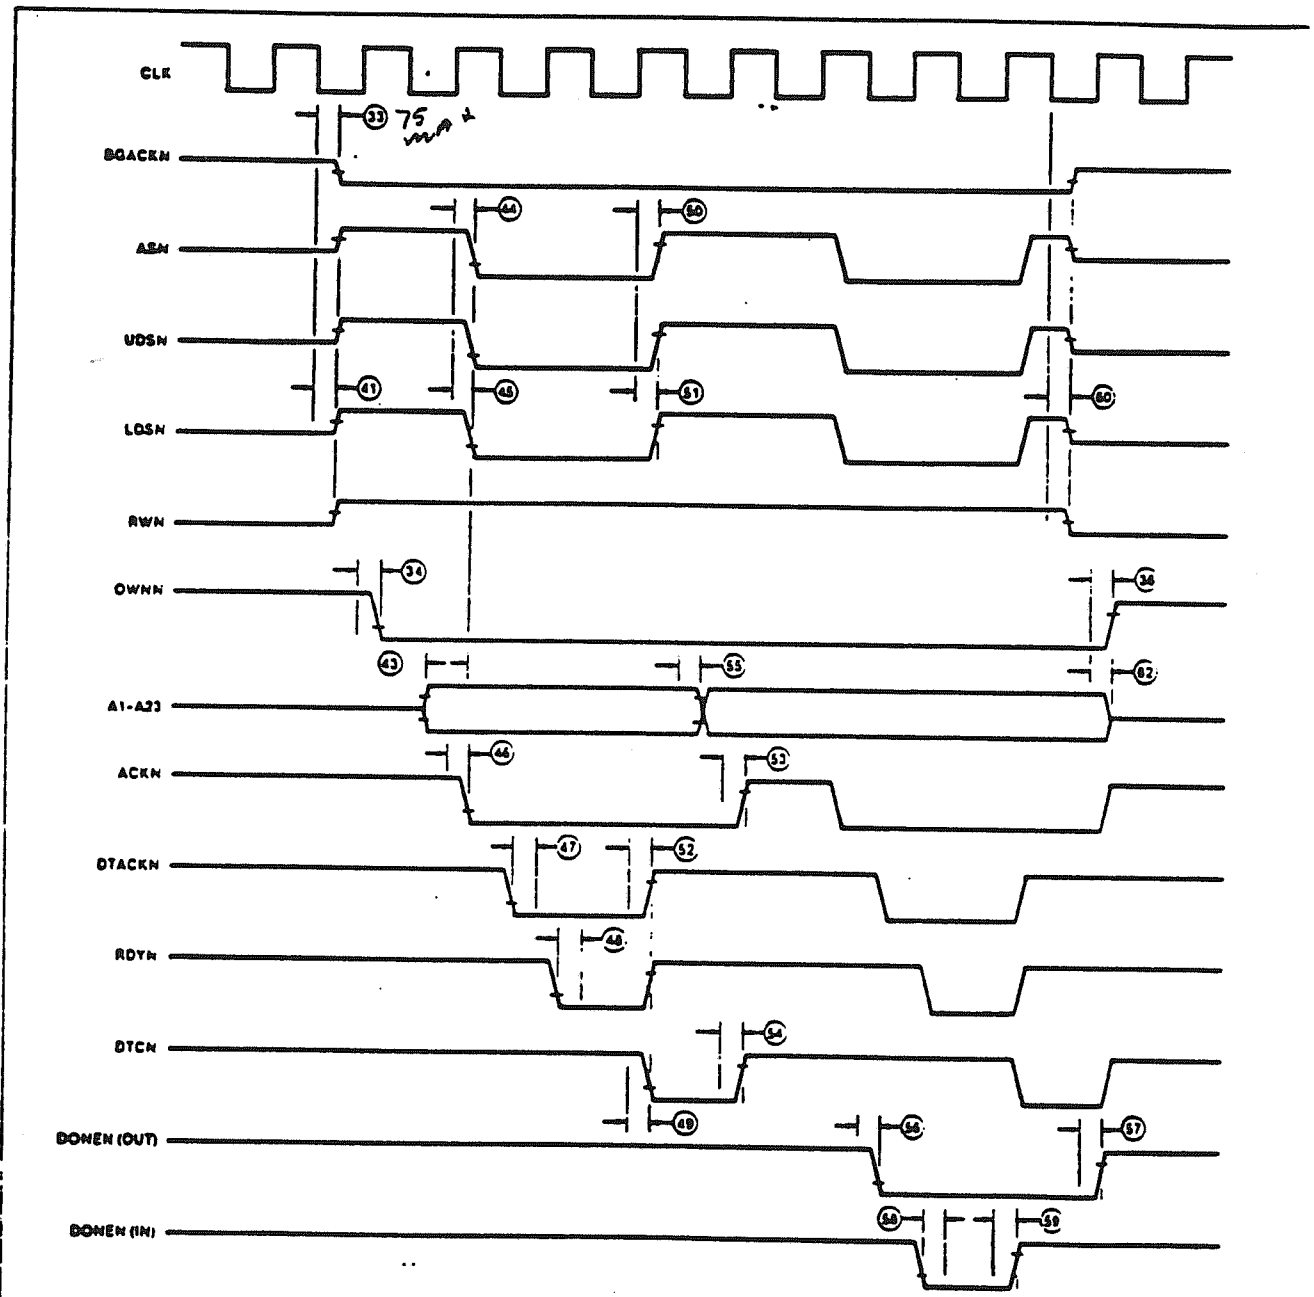 CLK
33 75 max
BGACKN
44 50
ASN
UDSN
41 45 51 60
LDSN
RWN
34 36
OWNN
43 55 62
A1-A23
46 53
ACKN
47 52
DTACKN
48
RDYN
54
DTCN
49 56 57
DONEN (OUT)
58 59
DONEN (IN)